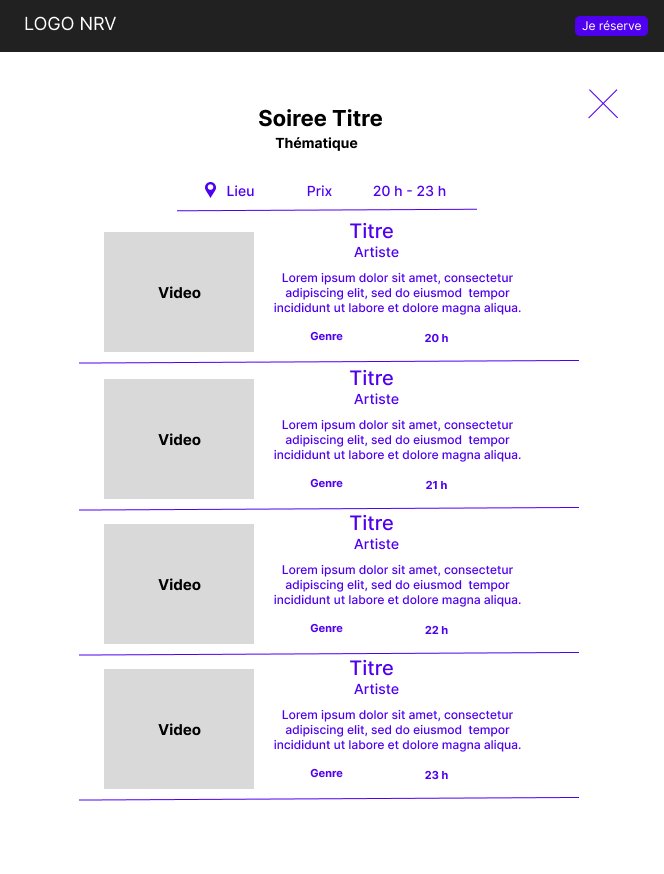 LOGO NRV
Je réserve
Soiree Titre
Thématique
Lieu Prix 20 h - 23 h
Video
Titre
Artiste
Lorem ipsum dolor sit amet, consectetur
adipiscing elit, sed do eiusmod tempor
incididunt ut labore et dolore magna aliqua.
Genre 20 h
Video
Titre
Artiste
Lorem ipsum dolor sit amet, consectetur
adipiscing elit, sed do eiusmod tempor
incididunt ut labore et dolore magna aliqua.
Genre 21 h
Video
Titre
Artiste
Lorem ipsum dolor sit amet, consectetur
adipiscing elit, sed do eiusmod tempor
incididunt ut labore et dolore magna aliqua.
Genre 22 h
Video
Titre
Artiste
Lorem ipsum dolor sit amet, consectetur
adipiscing elit, sed do eiusmod tempor
incididunt ut labore et dolore magna aliqua.
Genre 23 h